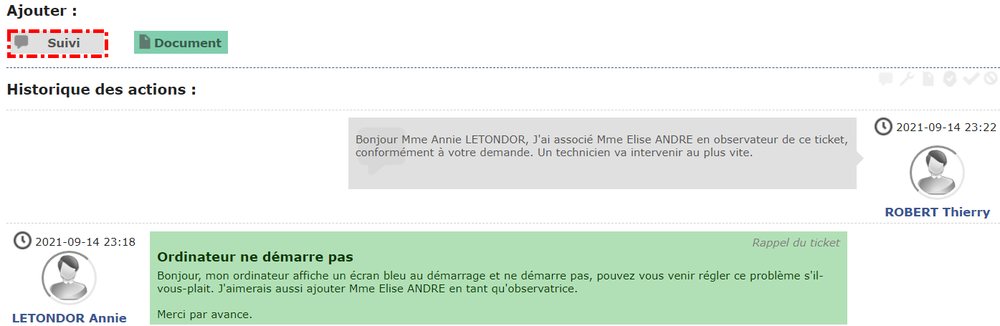 Ajouter :
Suivi
Document
Historique des actions :
2021-09-14 23:22
Bonjour Mme Annie LETONDOR, J'ai associé Mme Elise ANDRE en observateur de ce ticket,
conformément à votre demande. Un technicien va intervenir au plus vite.
ROBERT Thierry
2021-09-14 23:18
Rappel du ticket
Ordinateur ne démarre pas
Bonjour, mon ordinateur affiche un écran bleu au démarrage et ne démarre pas, pouvez vous venir régler ce problème s'il-
vous-plait. J'aimerais aussi ajouter Mme Elise ANDRE en tant qu'observatrice.
Merci par avance.
LETONDOR Annie